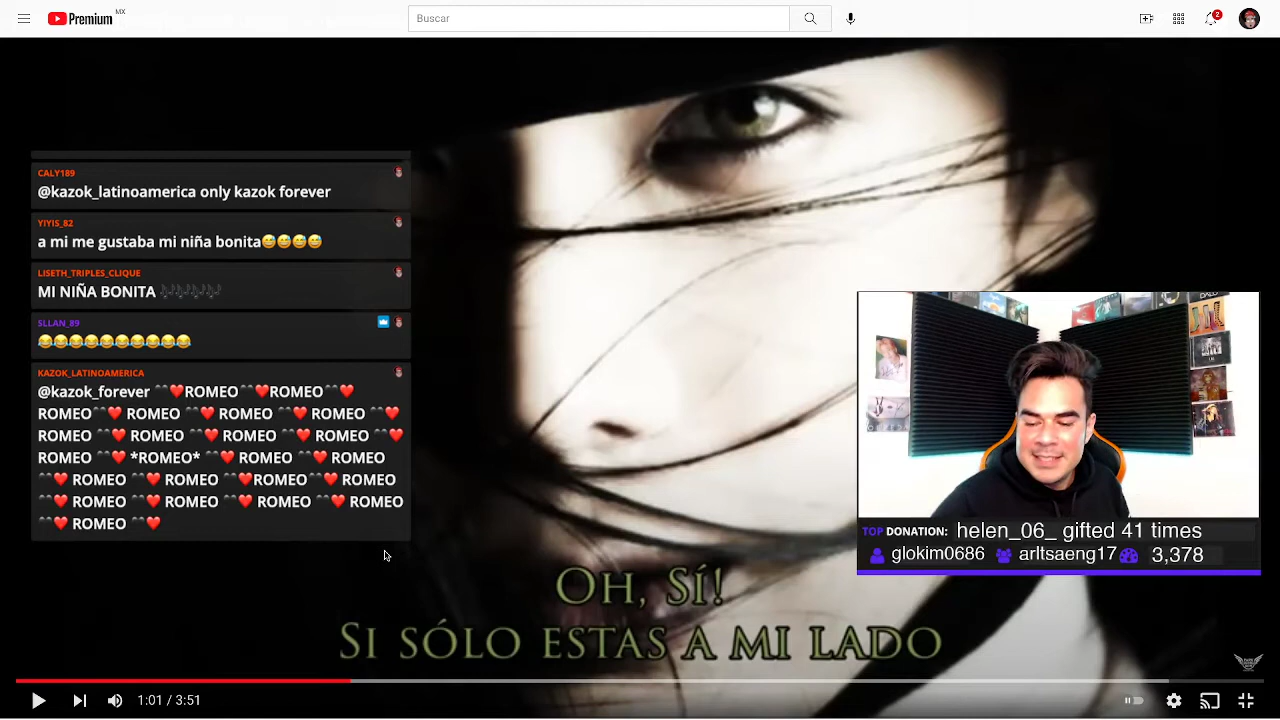 Premium MX
Buscar
2
CALY189
@kazok_latinoamerica only kazok forever
YIYIS_82
a mi me gustaba mi niña bonita😅😅😅😅
LISETH_TRIPLES_CLIQUE
MI NIÑA BONITA 🎶🎶🎶🎶
SLLAN_89
😂😂😂😂😂😂😂😂😂😂
KAZOK_LATINOAMERICA
@kazok_forever 🖤❤️ROMEO🖤❤️ROMEO🖤❤️
ROMEO🖤❤️ ROMEO 🖤❤️ ROMEO 🖤❤️ ROMEO 🖤❤️
ROMEO 🖤❤️ ROMEO 🖤❤️ ROMEO 🖤❤️ ROMEO 🖤❤️
ROMEO 🖤❤️ *ROMEO* 🖤❤️ ROMEO 🖤❤️ ROMEO
🖤❤️ ROMEO 🖤❤️ ROMEO 🖤❤️ROMEO🖤❤️ ROMEO
🖤❤️ ROMEO 🖤❤️ ROMEO 🖤❤️ ROMEO 🖤❤️ ROMEO
🖤❤️ ROMEO 🖤❤️
TOP DONATION: helen_06_ gifted 41 times
glokim0686 arltsaeng17 3,378
OH, SÍ!
SI SÓLO ESTAS A MI LADO
1:01 / 3:51